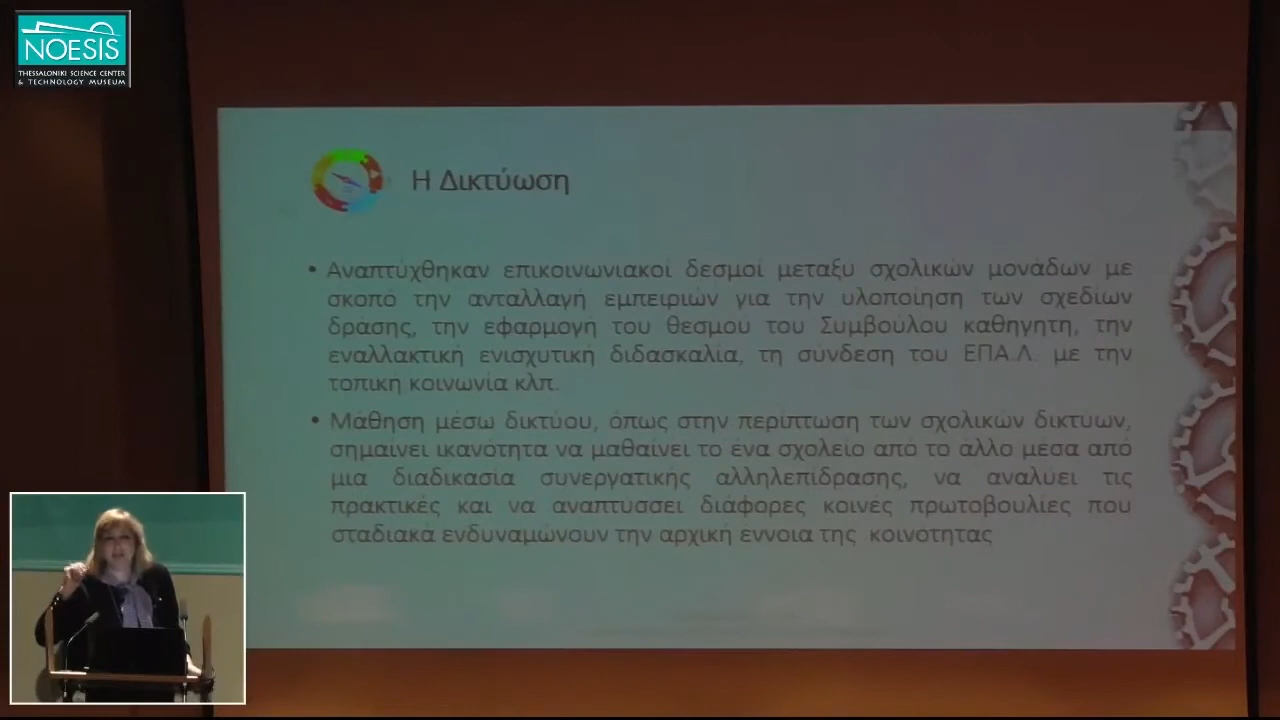 NOESIS
THESSALONIKI SCIENCE CENTER
& TECHNOLOGY MUSEUM
Η Δικτύωση
• Αναπτύχθηκαν επικοινωνιακοί δεσμοί μεταξύ σχολικών μονάδων με
σκοπό την ανταλλαγή εμπειριών για την υλοποίηση των σχεδίων
δράσης, την εφαρμογή του θεσμού του Συμβούλου καθηγητή, την
εναλλακτική ενισχυτική διδασκαλία, τη σύνδεση του ΕΠΑ.Λ. με την
τοπική κοινωνία κλπ.
• Μάθηση μέσω δικτύου, όπως στην περίπτωση των σχολικών δικτύων,
σημαίνει ικανότητα να μαθαίνει το ένα σχολείο από το άλλο μέσα από
μια διαδικασία συνεργατικής αλληλεπίδρασης, να αναλύει τις
πρακτικές και να αναπτύσσει διάφορες κοινές πρωτοβουλίες που
σταδιακά ενδυναμώνουν την αρχική έννοια της κοινότητας